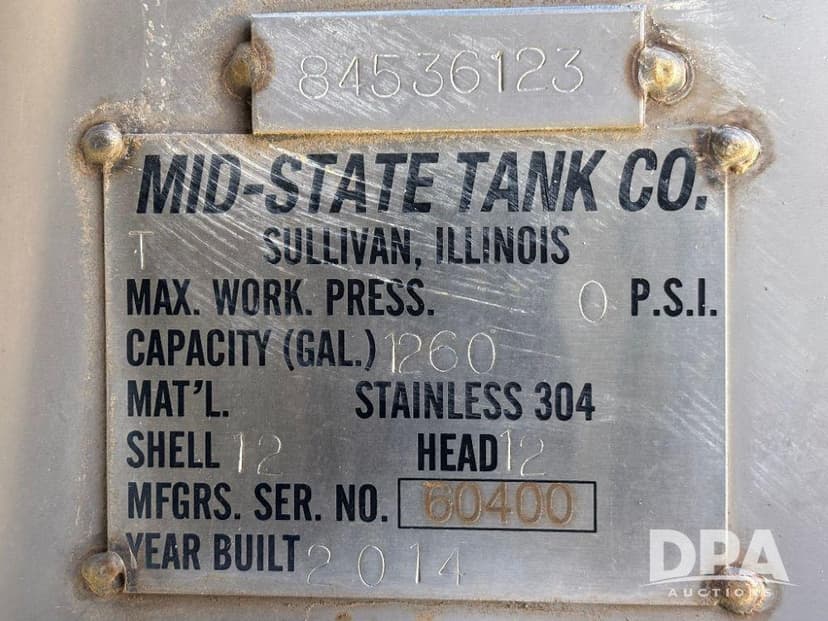 84536123
MID-STATE TANK CO.
T SULLIVAN, ILLINOIS
MAX. WORK. PRESS. 0 P.S.I.
CAPACITY (GAL.) 1260
MAT'L. STAINLESS 304
SHELL 12 HEAD 12
MFGRS. SER. NO. 60400
YEAR BUILT 2014
DPA
AUCTIONS